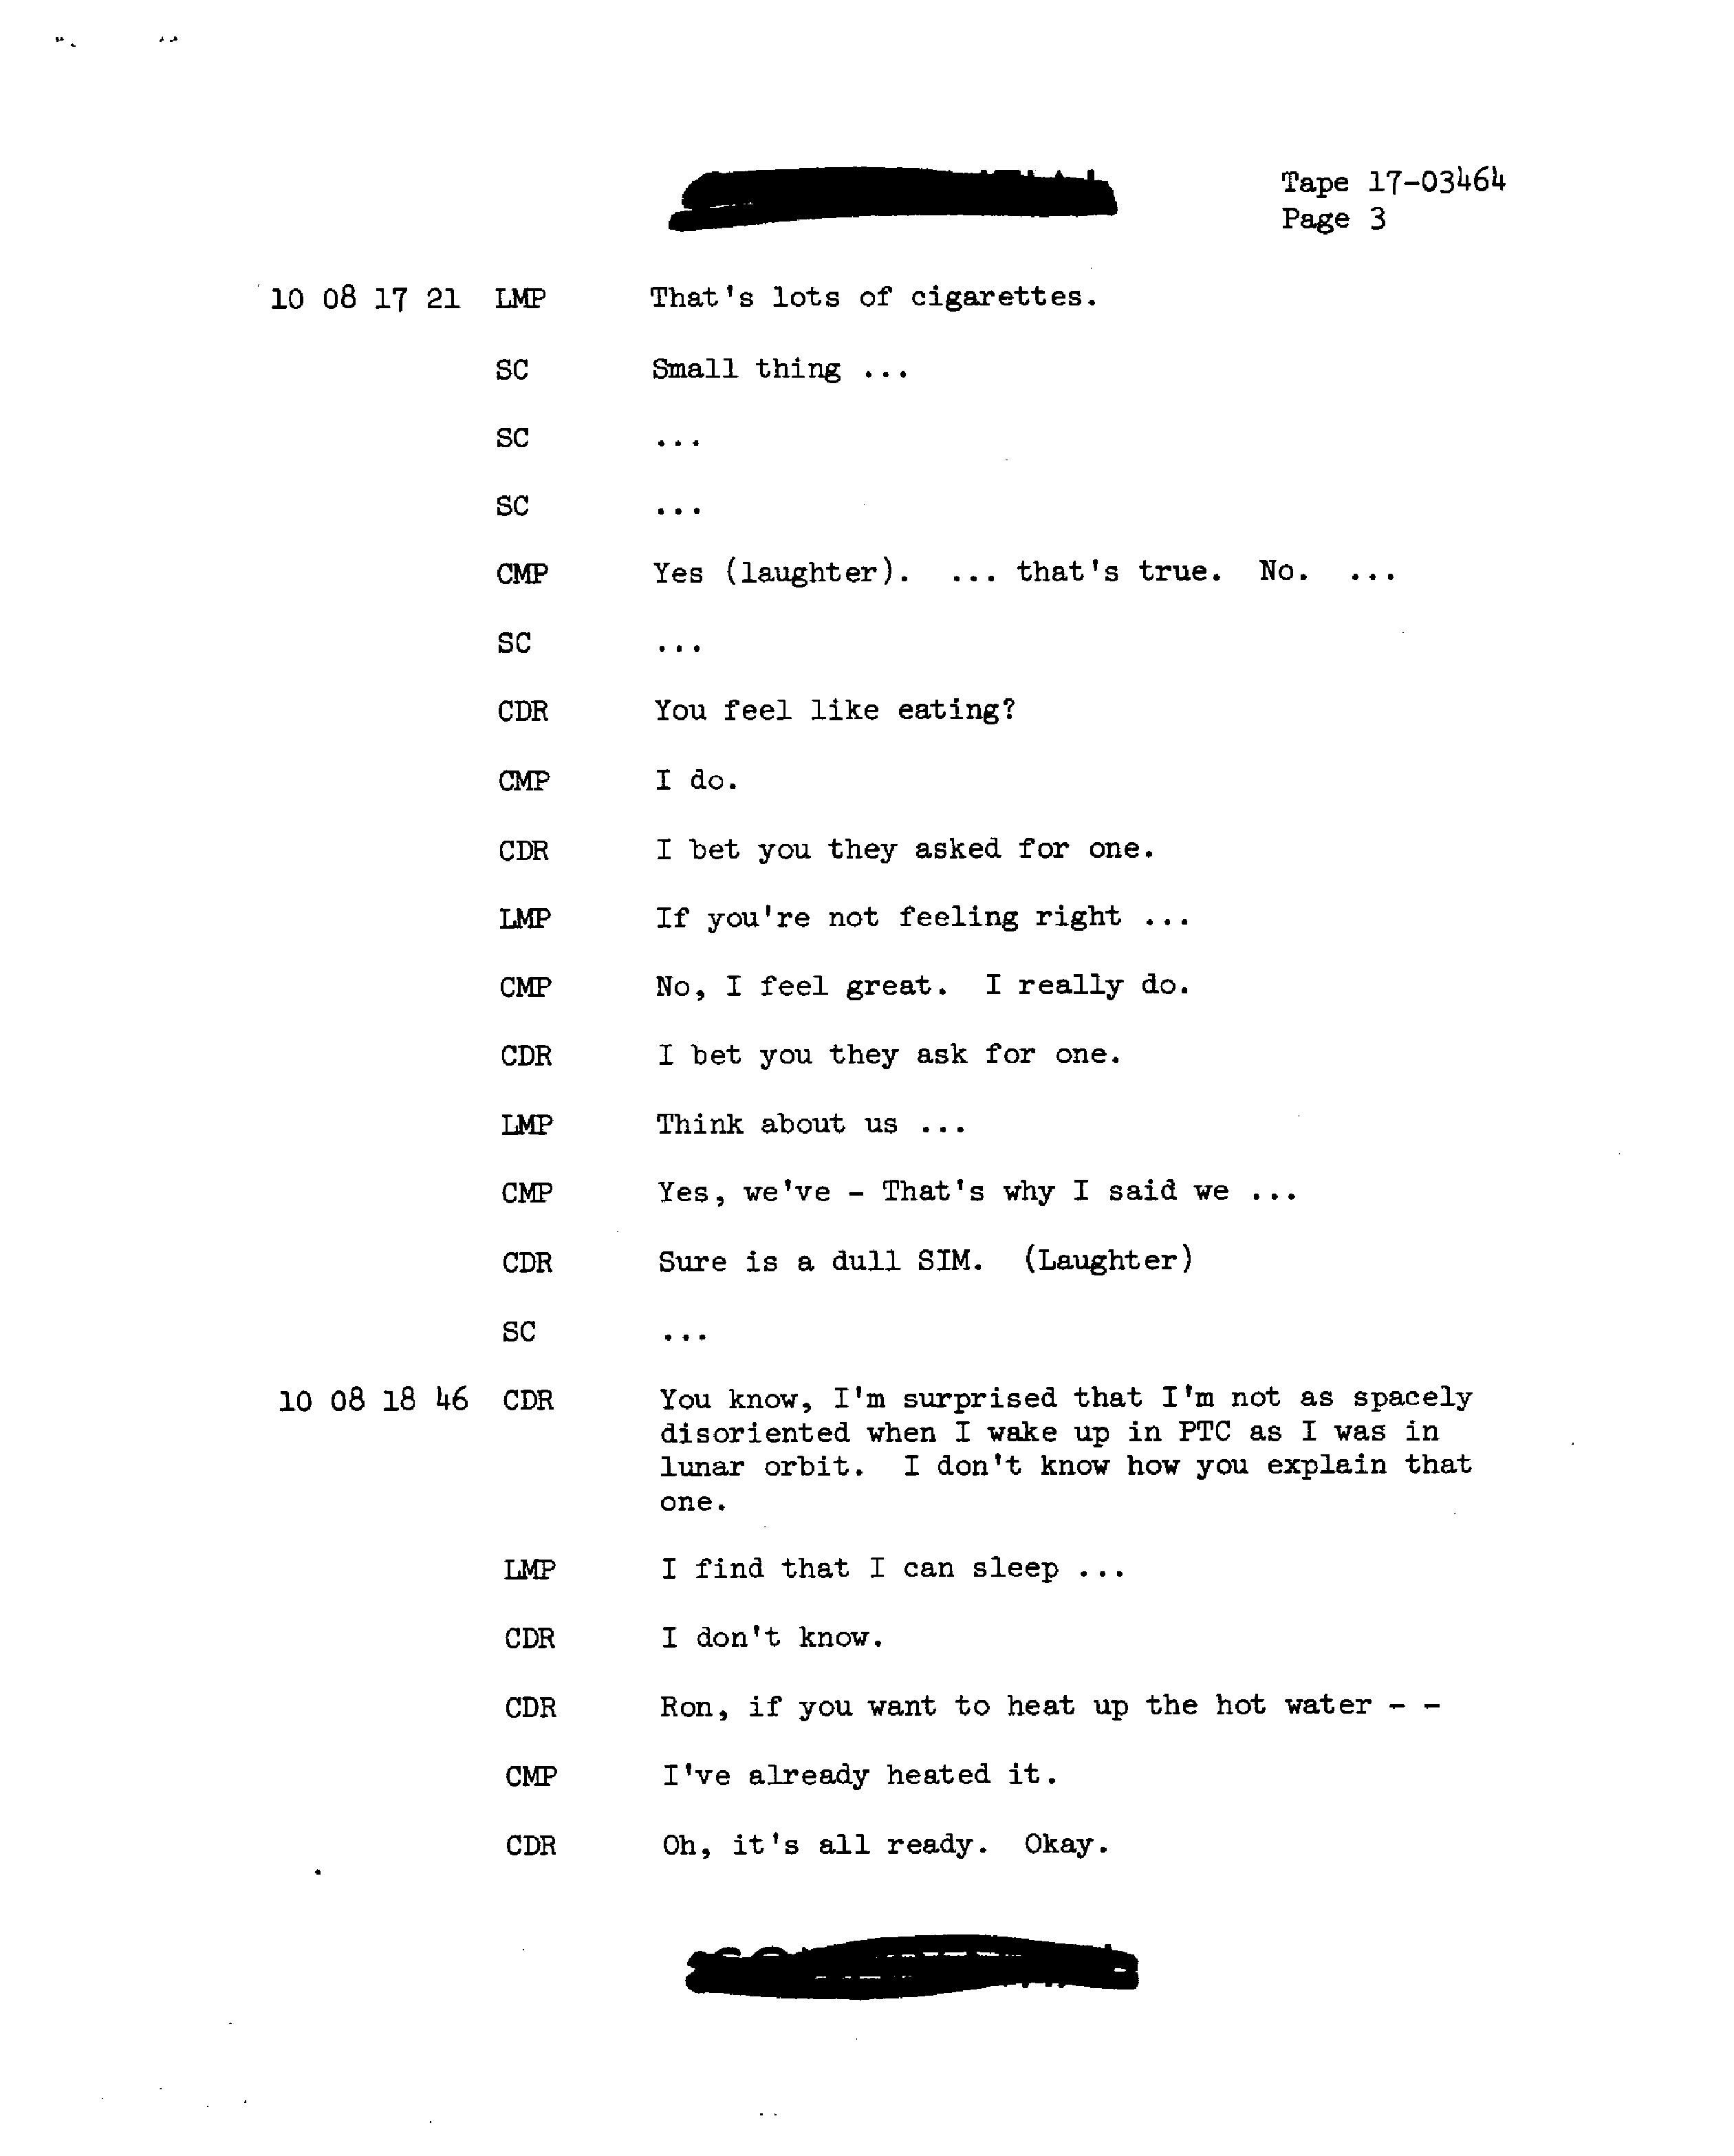 Tape 17-03464
Page 3
10 08 17 21 LMP That's lots of cigarettes.
SC Small thing ...
SC ...
SC ...
CMP Yes (laughter). ... that's true. No. ...
SC ...
CDR You feel like eating?
CMP I do.
CDR I bet you they asked for one.
LMP If you're not feeling right ...
CMP No, I feel great. I really do.
CDR I bet you they ask for one.
LMP Think about us ...
CMP Yes, we've - That's why I said we ...
CDR Sure is a dull SIM. (Laughter)
SC ...
10 08 18 46 CDR You know, I'm surprised that I'm not as spacely
disoriented when I wake up in PTC as I was in
lunar orbit. I don't know how you explain that
one.
LMP I find that I can sleep ...
CDR I don't know.
CDR Ron, if you want to heat up the hot water - -
CMP I've already heated it.
CDR Oh, it's all ready. Okay.